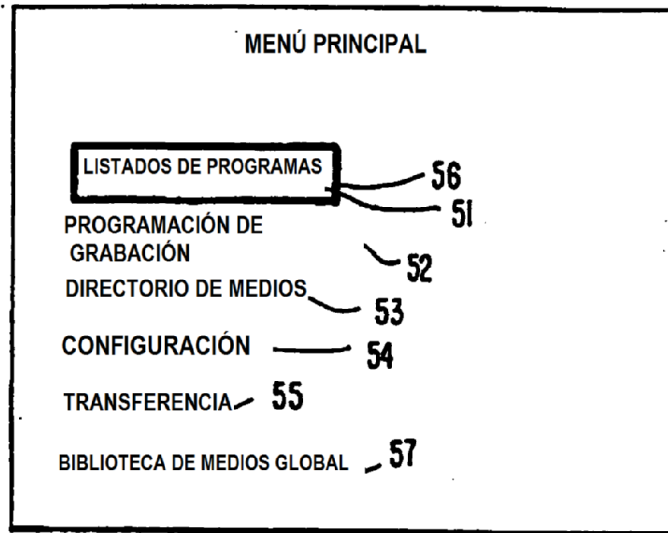 MENÚ PRINCIPAL
LISTADOS DE PROGRAMAS
56
51
PROGRAMACIÓN DE
GRABACIÓN
52
DIRECTORIO DE MEDIOS
53
CONFIGURACIÓN
54
TRANSFERENCIA
55
BIBLIOTECA DE MEDIOS GLOBAL
57